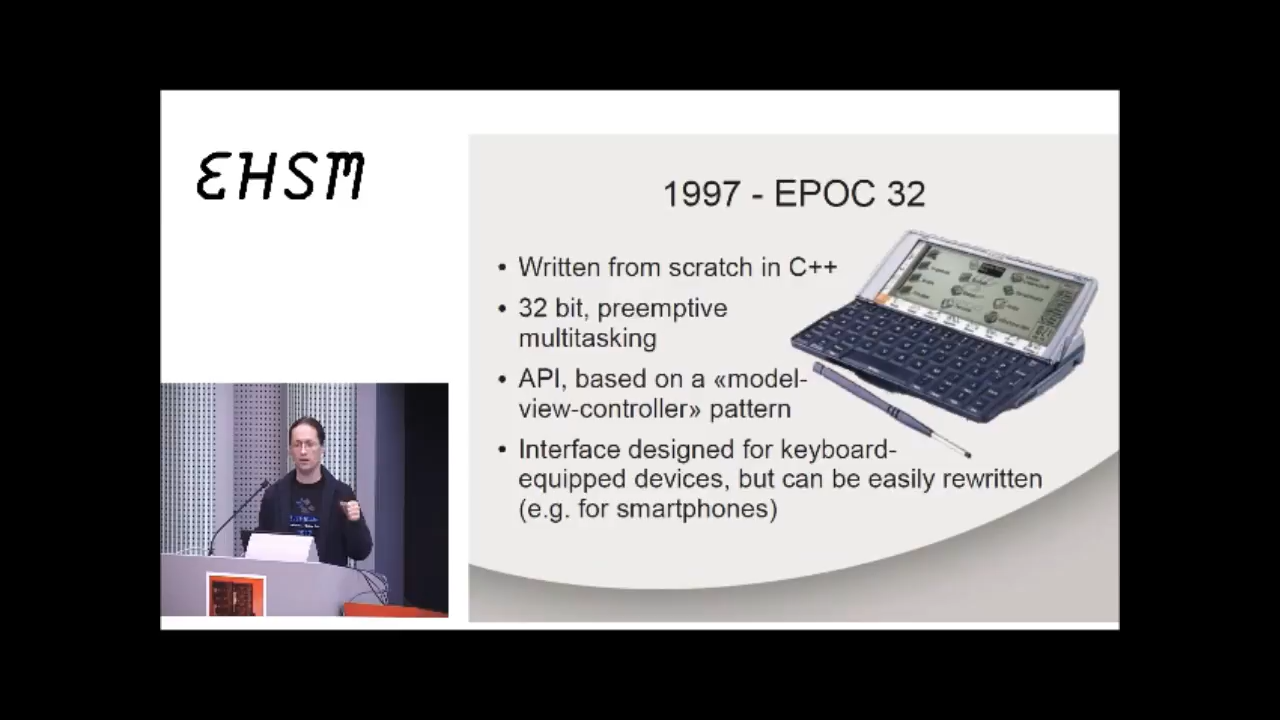 EHSM
1997 - EPOC 32
• Written from scratch in C++
• 32 bit, preemptive
multitasking
• API, based on a «model-
view-controller» pattern
• Interface designed for keyboard-
equipped devices, but can be easily rewritten
(e.g. for smartphones)